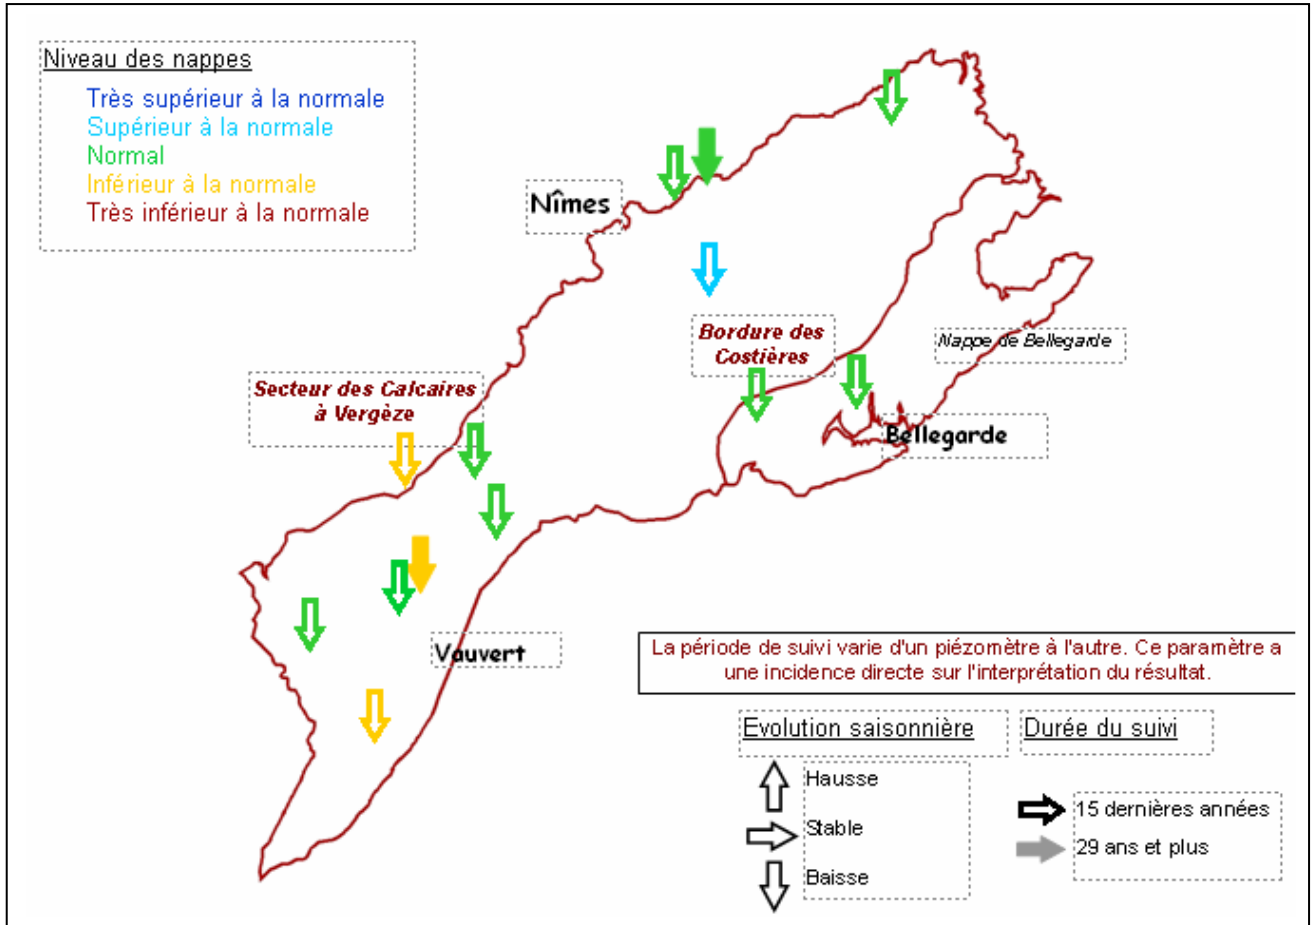 Niveau des nappes
Très supérieur à la normale
Supérieur à la normale
Normal
Inférieur à la normale
Très inférieur à la normale
Nîmes
Bordure des
Costières
Nappe de Bellegarde
Secteur des Calcaires
à Vergèze
Bellegarde
Vauvert
La période de suivi varie d'un piézomètre à l'autre. Ce paramètre a
une incidence directe sur l'interprétation du résultat.
Evolution saisonnière
Hausse
Stable
Baisse
Durée du suivi
15 dernières années
29 ans et plus